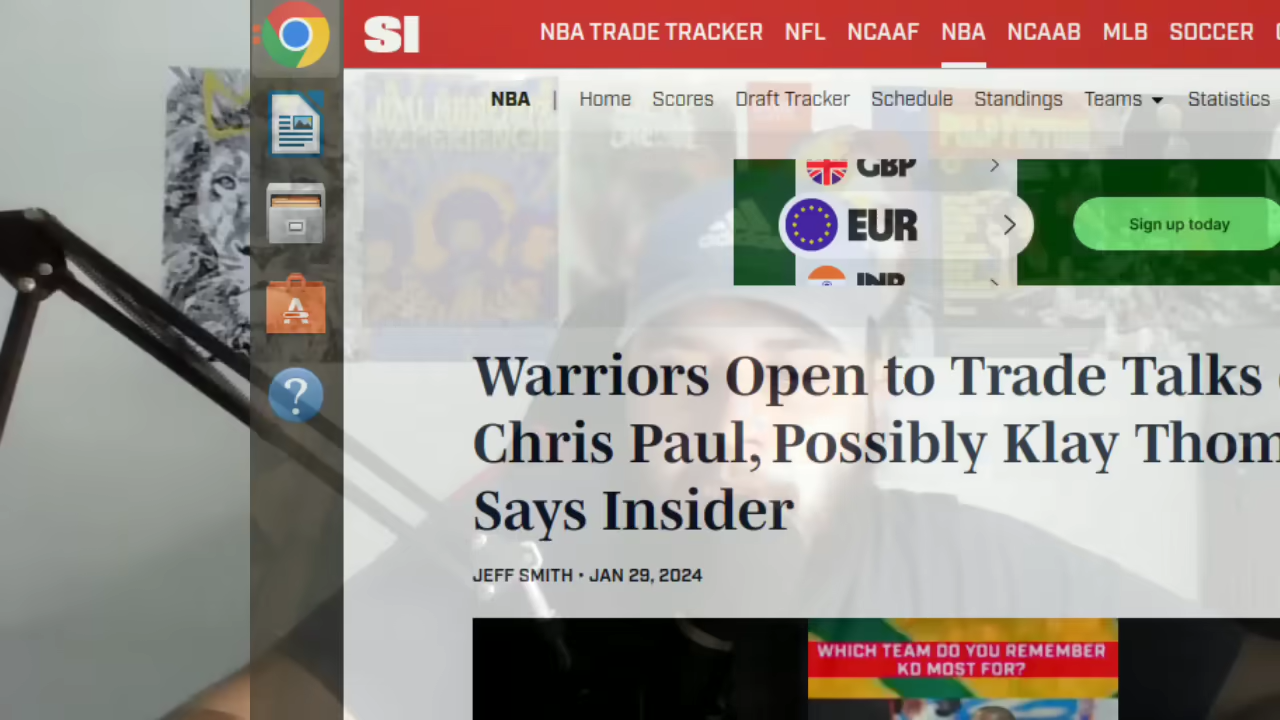 SI
NBA TRADE TRACKER NFL NCAAF NBA NCAAB MLB SOCCER
NBA | Home Scores Draft Tracker Schedule Standings Teams Statistics
GBP
EUR
INR
Sign up today
Warriors Open to Trade Talks
Chris Paul, Possibly Klay
Says Insider
JEFF SMITH • JAN 29, 2024
WHICH TEAM DO YOU REMEMBER
KD MOST FOR?